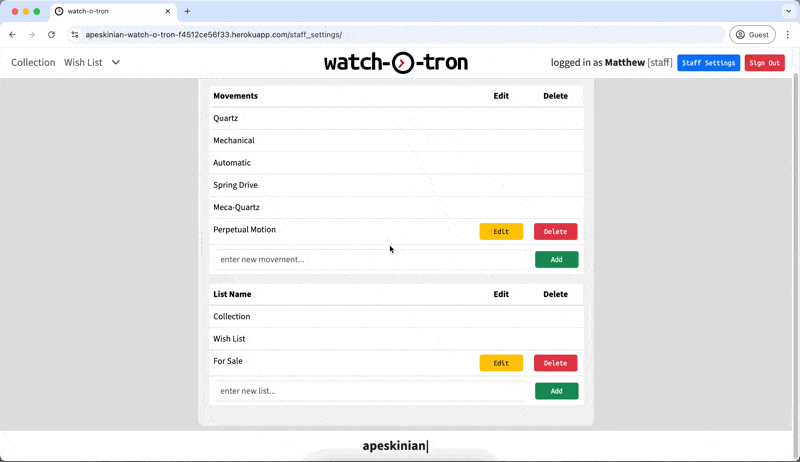 watch-o-tron
apeskinian-watch-o-tron-f4512ce56f33.herokuapp.com/staff_settings/
Guest
Collection Wish List
watch-o-tron
logged in as Matthew [staff] Staff Settings Sign Out
Movements Edit Delete
Quartz
Mechanical
Automatic
Spring Drive
Meca-Quartz
Perpetual Motion Edit Delete
enter new movement... Add
List Name Edit Delete
Collection
Wish List
For Sale Edit Delete
enter new list... Add
apeskinian|